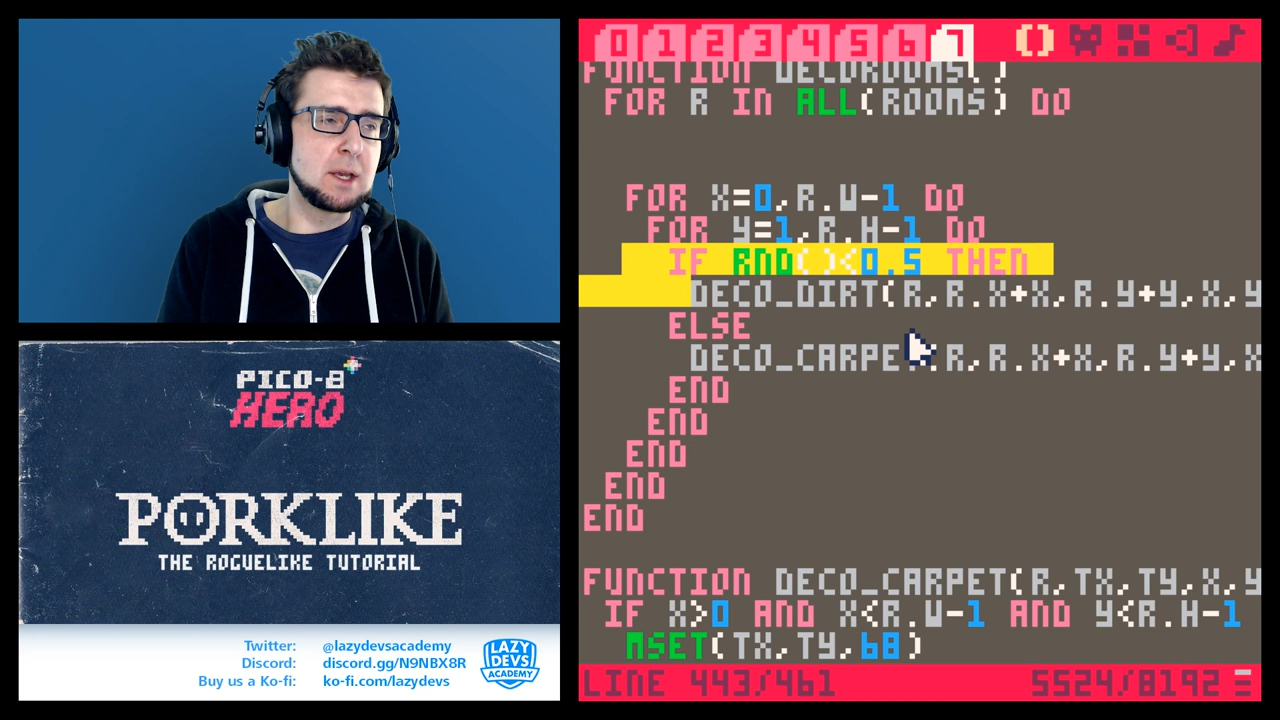 PICO-8
HERO
PORKLIKE
THE ROGUELIKE TUTORIAL
Twitter: @lazydevsacademy
Discord: discord.gg/N9NBX8R
Buy us a Ko-fi: ko-fi.com/lazydevs
LAZY
DEVS
ACADEMY
0 1 2 3 4 5 6 7
FUNCTION DECOROOMS()
FOR R IN ALL(ROOMS) DO
FOR X=0,R.W-1 DO
FOR Y=1,R.H-1 DO
IF RND()<0.5 THEN
DECO_DIRT(R,R.X+X,R.Y+Y,X,Y
ELSE
DECO_CARPE R,R.X+X,R.Y+Y,X
END
END
END
END
END
FUNCTION DECO_CARPET(R,TX,TY,X,Y
IF X>0 AND X<R.W-1 AND Y<R.H-1
MSET(TX,TY,68)
LINE 443/461 5524/8192